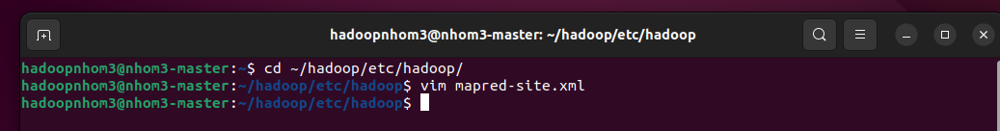 hadoopnhom3@nhom3-master: ~/hadoop/etc/hadoop
hadoopnhom3@nhom3-master:~$ cd ~/hadoop/etc/hadoop/
hadoopnhom3@nhom3-master:~/hadoop/etc/hadoop$ vim mapred-site.xml
hadoopnhom3@nhom3-master:~/hadoop/etc/hadoop$